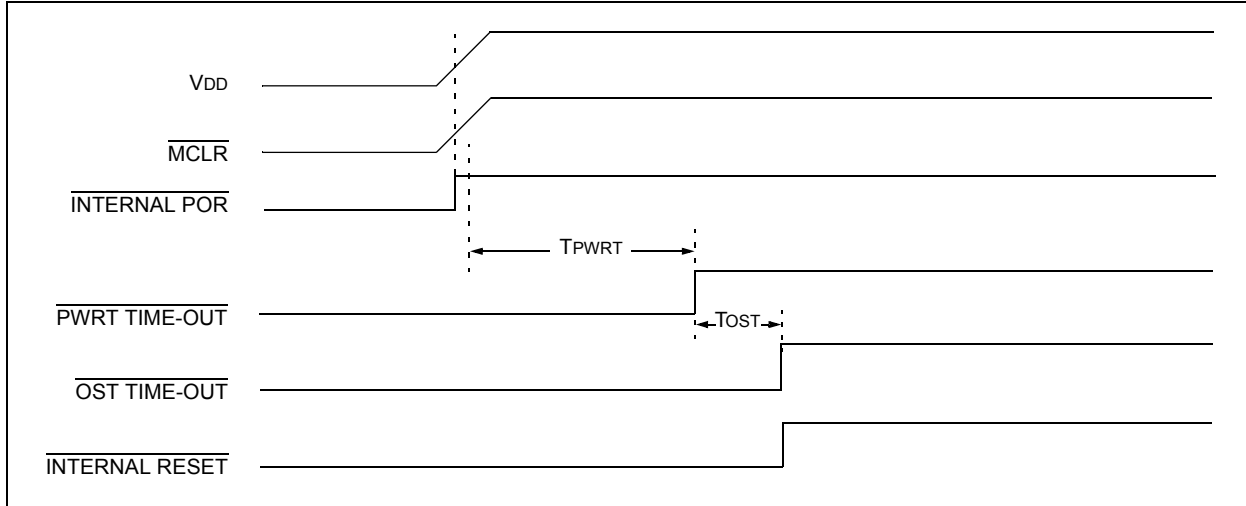 VDD
MCLR
INTERNAL POR
TPWRT
PWRT TIME-OUT
TOST
OST TIME-OUT
INTERNAL RESET